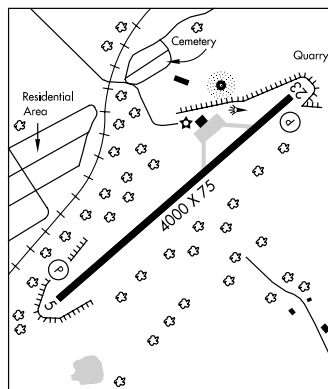 Cemetery
Quarry
Residential
Area
23
P
4000 X 75
P
5